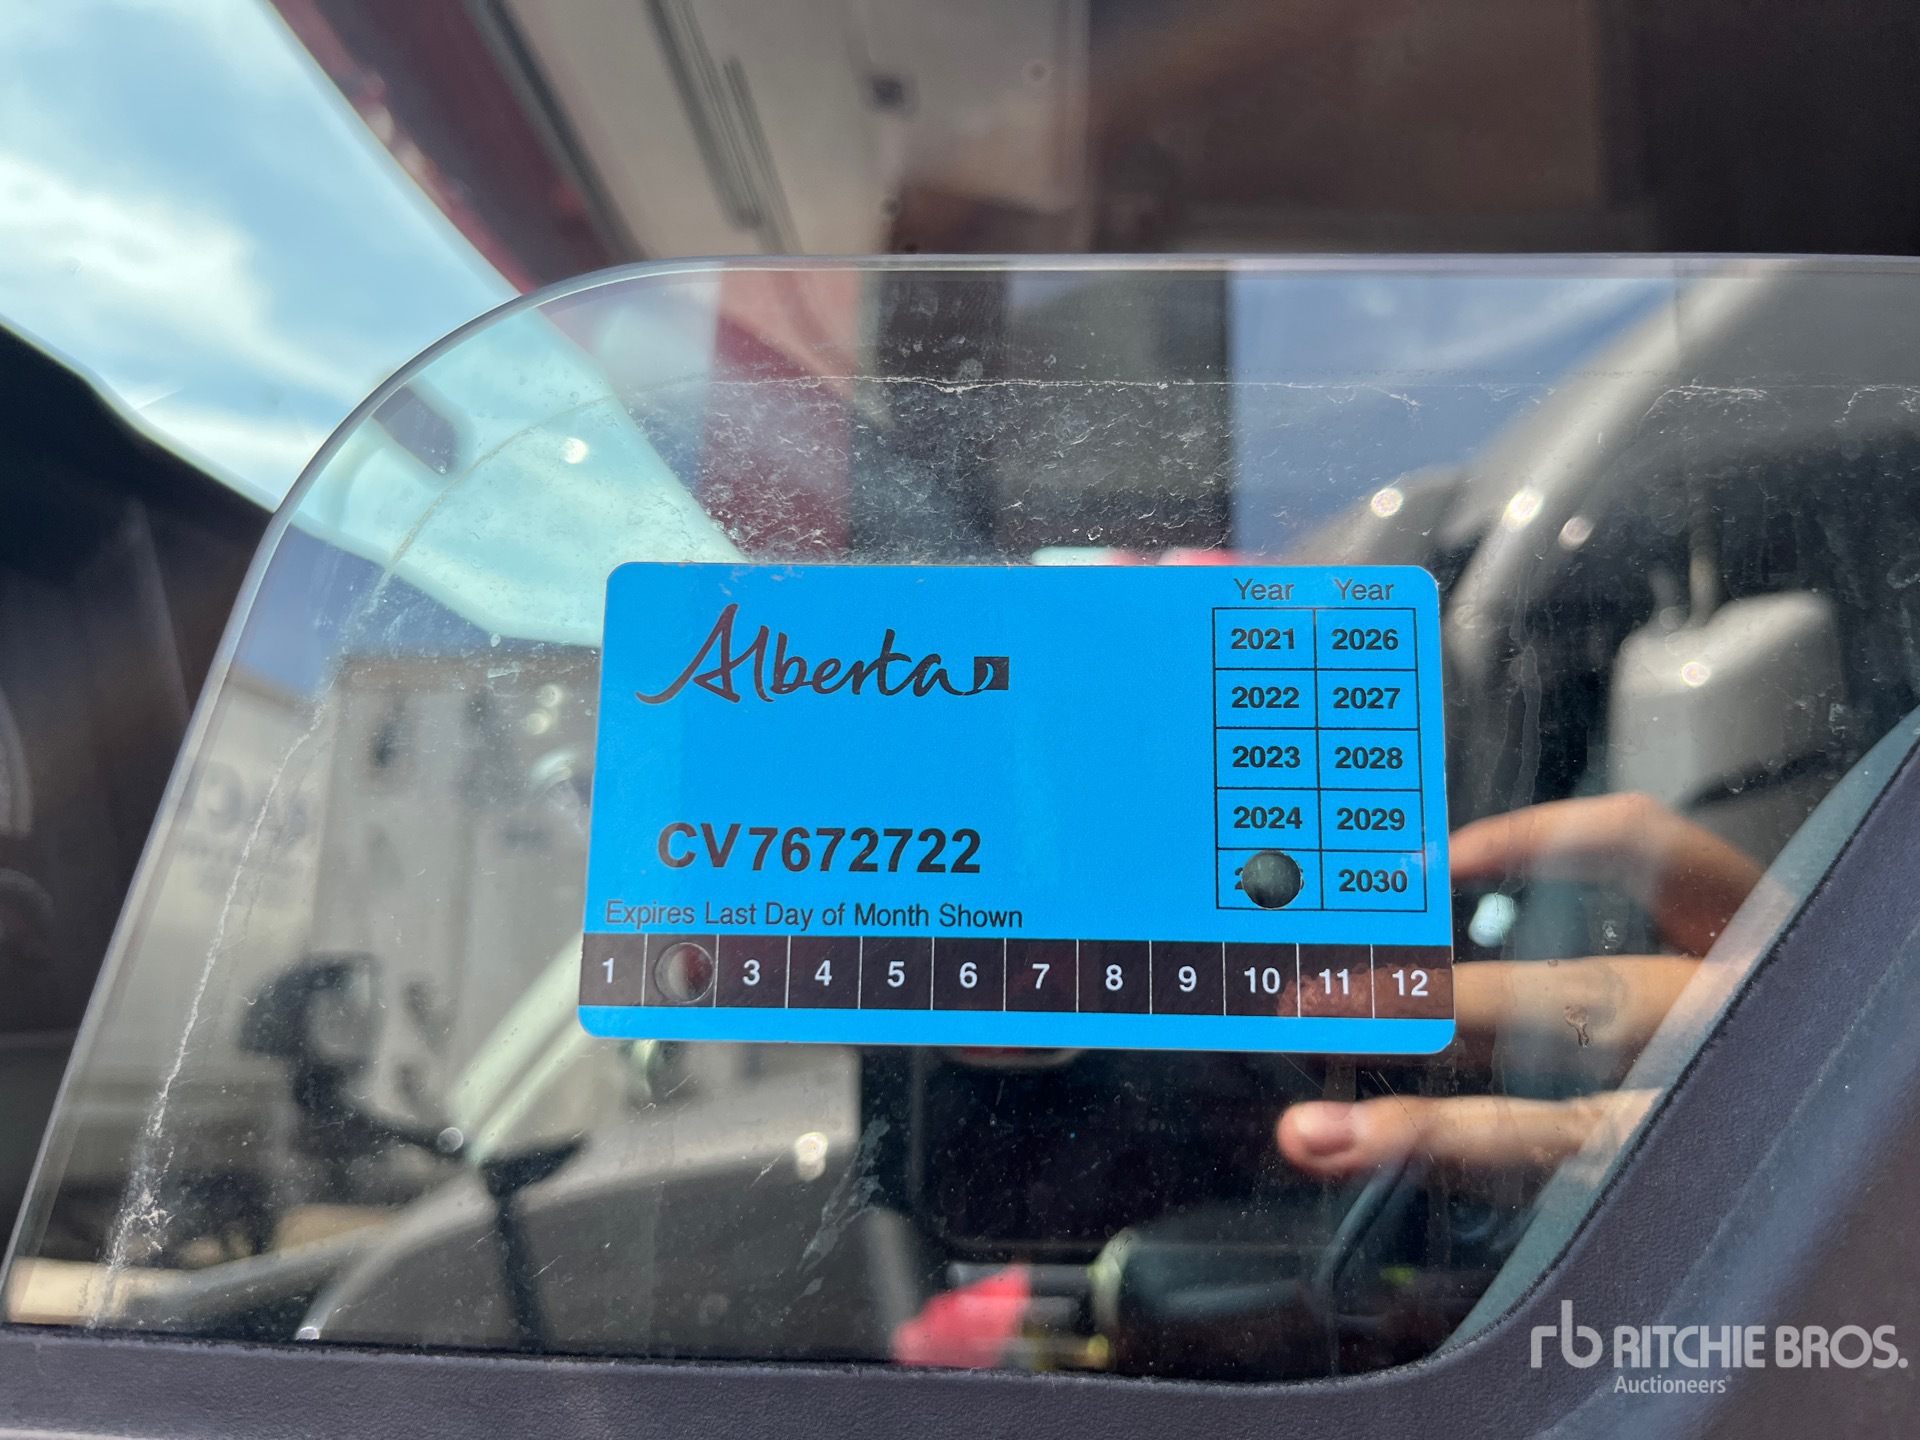 Alberta
Year Year
2021 2026
2022 2027
2023 2028
2024 2029
2030
CV7672722
Expires Last Day of Month Shown
1 3 4 5 6 7 8 9 10 11 12
rb RITCHIE BROS.
Auctioneers